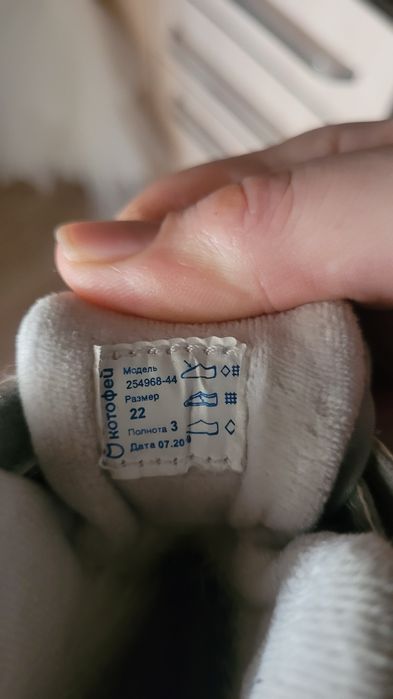 котофей
Модель
254968-44
Размер
22
Полнота 3
Дата 07.20